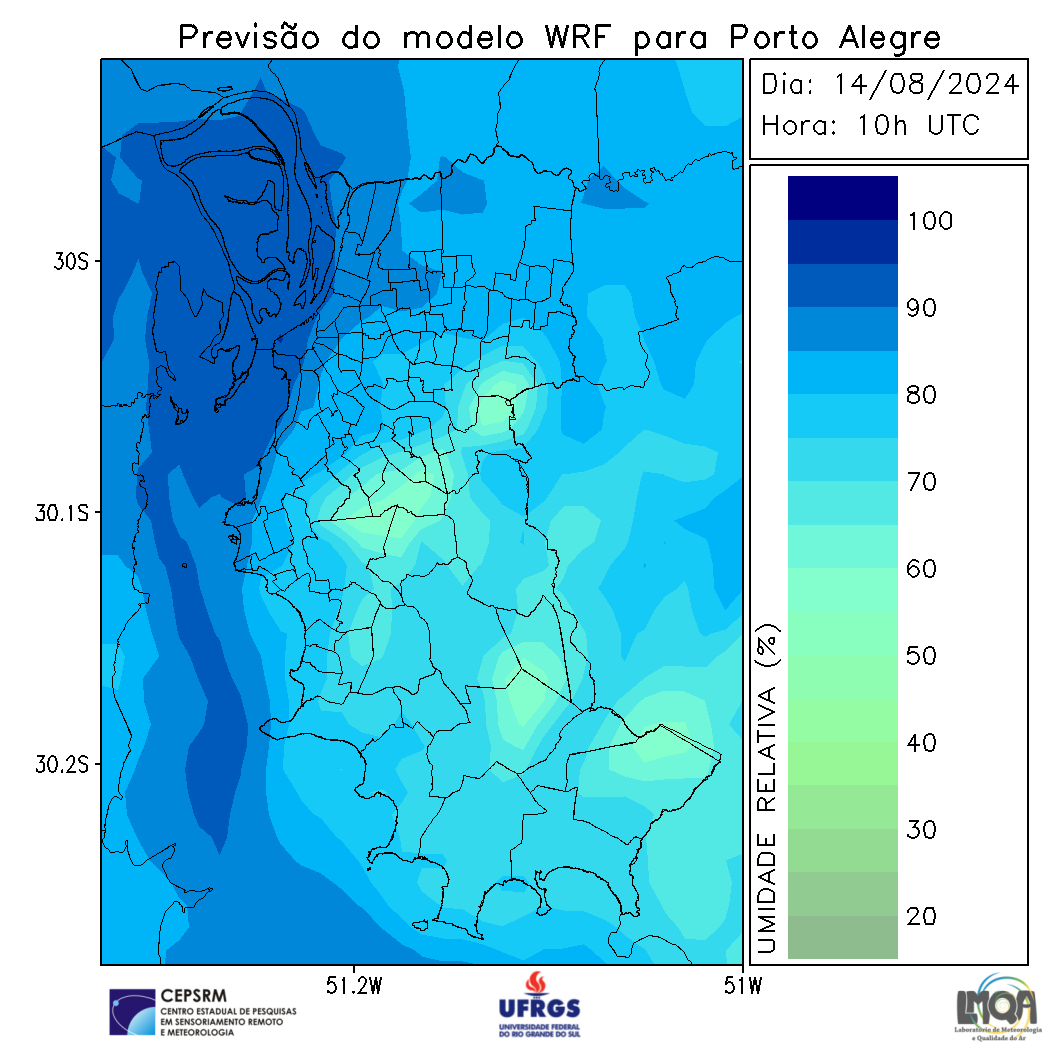 Previsão do modelo WRF para Porto Alegre
Dia: 14/08/2024
Hora: 10h UTC
30S
30.1S
30.2S
51.2W
51W
100
90
80
70
60
50
40
30
20
UMIDADE RELATIVA (%)
CEPSRM
CENTRO ESTADUAL DE PESQUISAS
EM SENSORIAMENTO REMOTO
E METEOROLOGIA
UFRGS
UNIVERSIDADE FEDERAL
DO RIO GRANDE DO SUL
LMQA
Laboratório de Meteorologia
e Qualidade do Ar